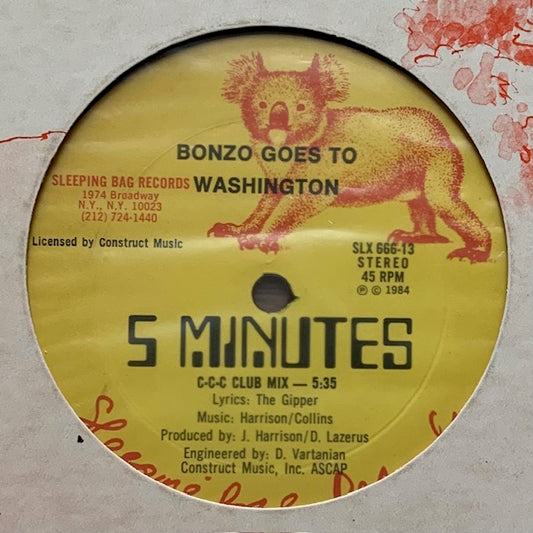 BONZO GOES TO
WASHINGTON
SLEEPING BAG RECORDS
1974 Broadway
N.Y., N.Y. 10023
(212) 724-1440
Licensed by Construct Music
SLX 666-13
STEREO
45 RPM
℗ © 1984
5 MINUTES
C-C-C CLUB MIX — 5:35
Lyrics: The Gipper
Music: Harrison/Collins
Produced by: J. Harrison/D. Lazerus
Engineered by: D. Vartanian
Construct Music, Inc. ASCAP